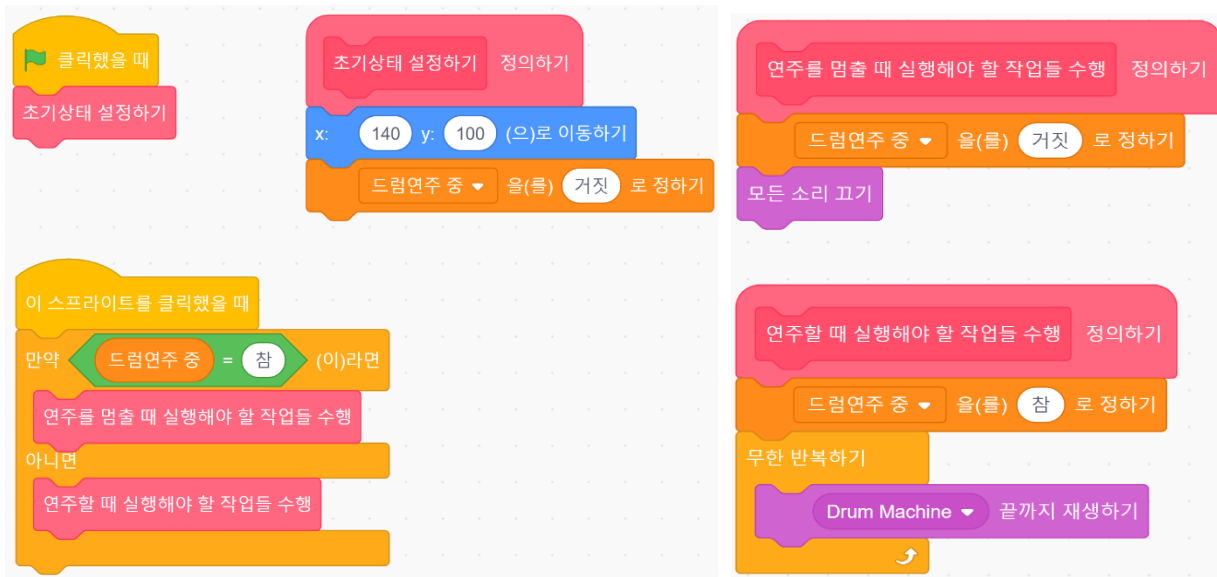 클릭했을 때
초기상태 설정하기
초기상태 설정하기 정의하기
x: 140 y: 100 (으)로 이동하기
드럼연주 중 을(를) 거짓 로 정하기
이 스프라이트를 클릭했을 때
만약 드럼연주 중 = 참 (이)라면
연주를 멈출 때 실행해야 할 작업들 수행
아니면
연주할 때 실행해야 할 작업들 수행
연주를 멈출 때 실행해야 할 작업들 수행 정의하기
드럼연주 중 을(를) 거짓 로 정하기
모든 소리 끄기
연주할 때 실행해야 할 작업들 수행 정의하기
드럼연주 중 을(를) 참 로 정하기
무한 반복하기
Drum Machine 끝까지 재생하기